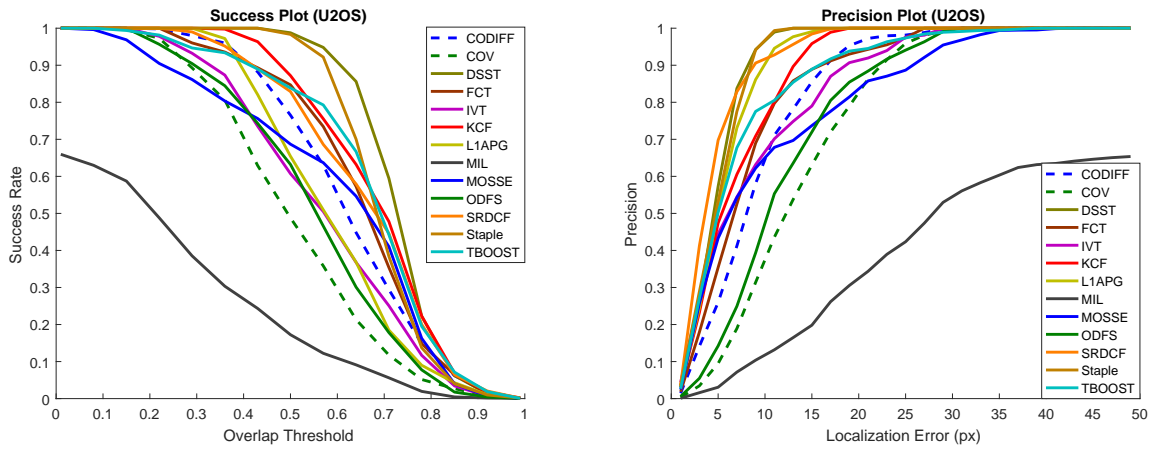 Success Plot (U2OS)
1
0.9
0.8
0.7
0.6
0.5
0.4
0.3
0.2
0.1
0
Success Rate
0 0.1 0.2 0.3 0.4 0.5 0.6 0.7 0.8 0.9 1
Overlap Threshold
CODIFF
COV
DSST
FCT
IVT
KCF
L1APG
MIL
MOSSE
ODFS
SRDCF
Staple
TBOOST
Precision Plot (U2OS)
1
0.9
0.8
0.7
0.6
0.5
0.4
0.3
0.2
0.1
0
Precision
0 5 10 15 20 25 30 35 40 45 50
Localization Error (px)
CODIFF
COV
DSST
FCT
IVT
KCF
L1APG
MIL
MOSSE
ODFS
SRDCF
Staple
TBOOST